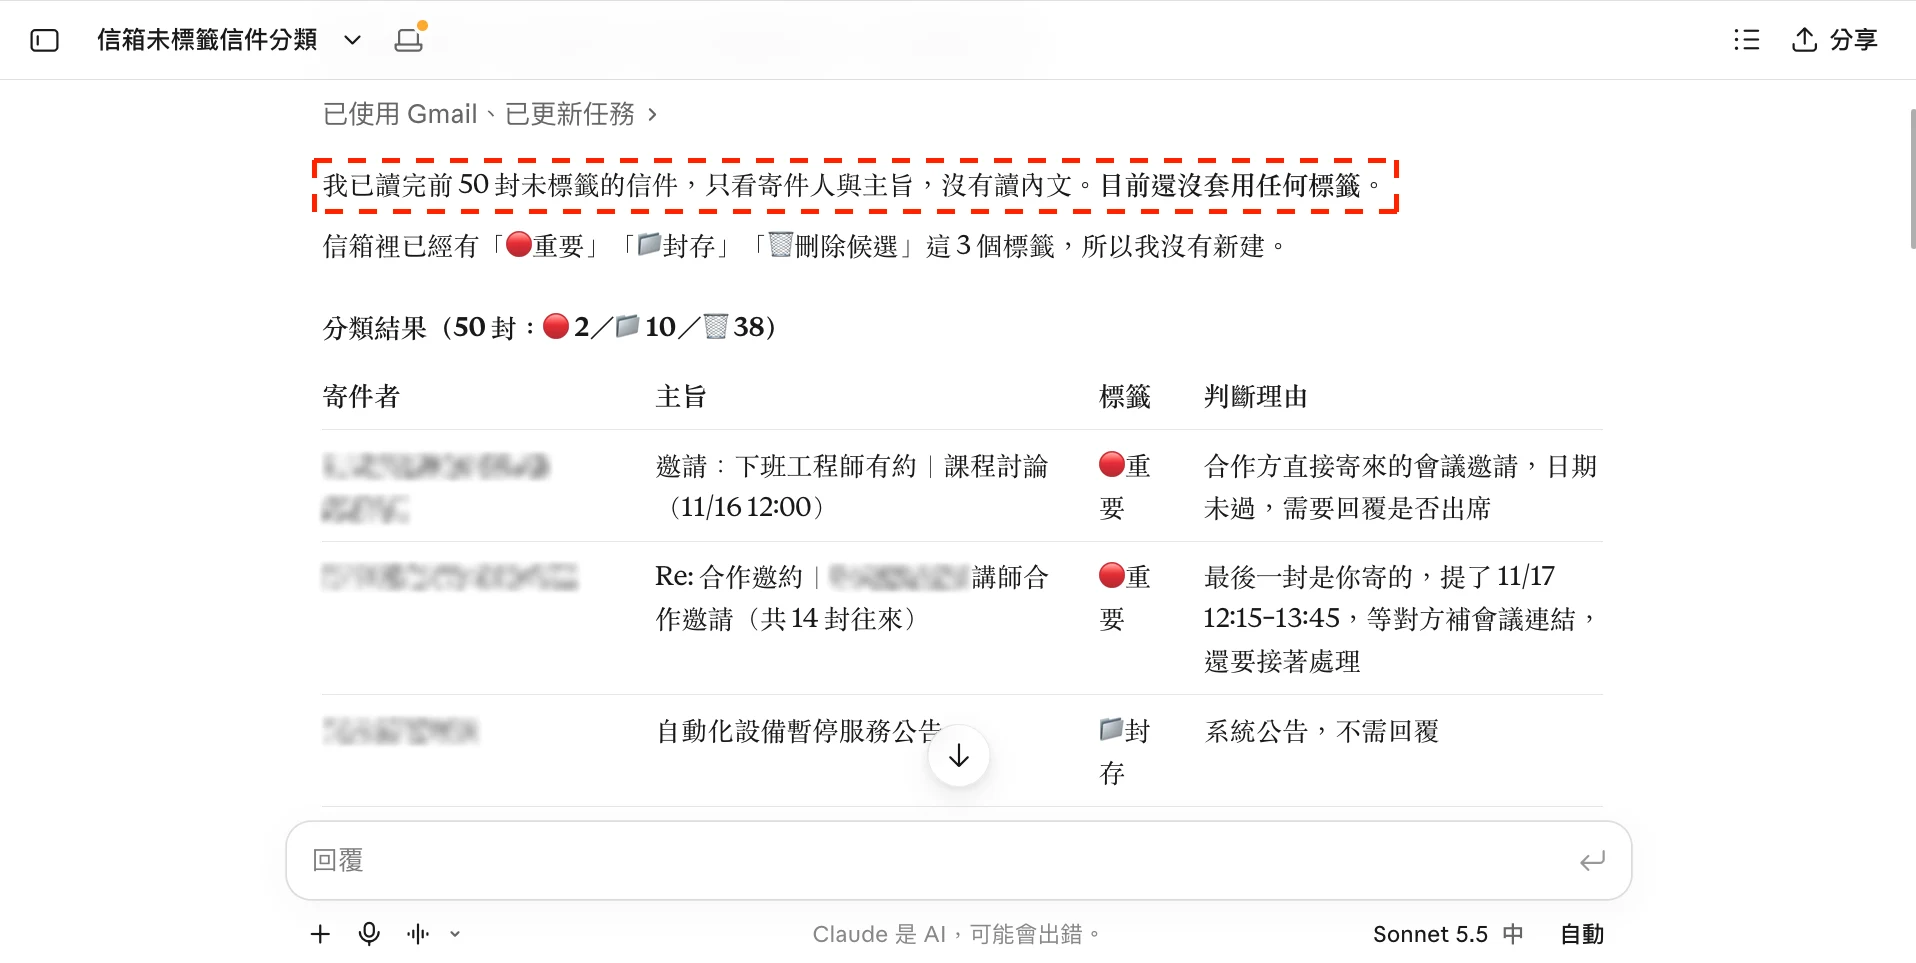 信箱未標籤信件分類
分享
已使用 Gmail、已更新任務
我已讀完前 50 封未標籤的信件，只看寄件人與主旨，沒有讀內文。目前還沒套用任何標籤。
信箱裡已經有「🔴重要」「📁封存」「🗑️刪除候選」這 3 個標籤，所以我沒有新建。
分類結果（50 封：🔴 2／📁 10／🗑️ 38）
寄件者 主旨 標籤 判斷理由
邀請：下班工程師有約｜課程討論
（11/16 12:00）
🔴重
要
合作方直接寄來的會議邀請，日期
未過，需要回覆是否出席
Re: 合作邀約｜講師合
作邀請（共 14 封往來）
🔴重
要
最後一封是你寄的，提了 11/17
12:15-13:45，等對方補會議連結，
還要接著處理
自動化設備暫停服務公告
📁封
存
系統公告，不需回覆
回覆
Claude 是 AI，可能會出錯。
Sonnet 5.5 中 自動